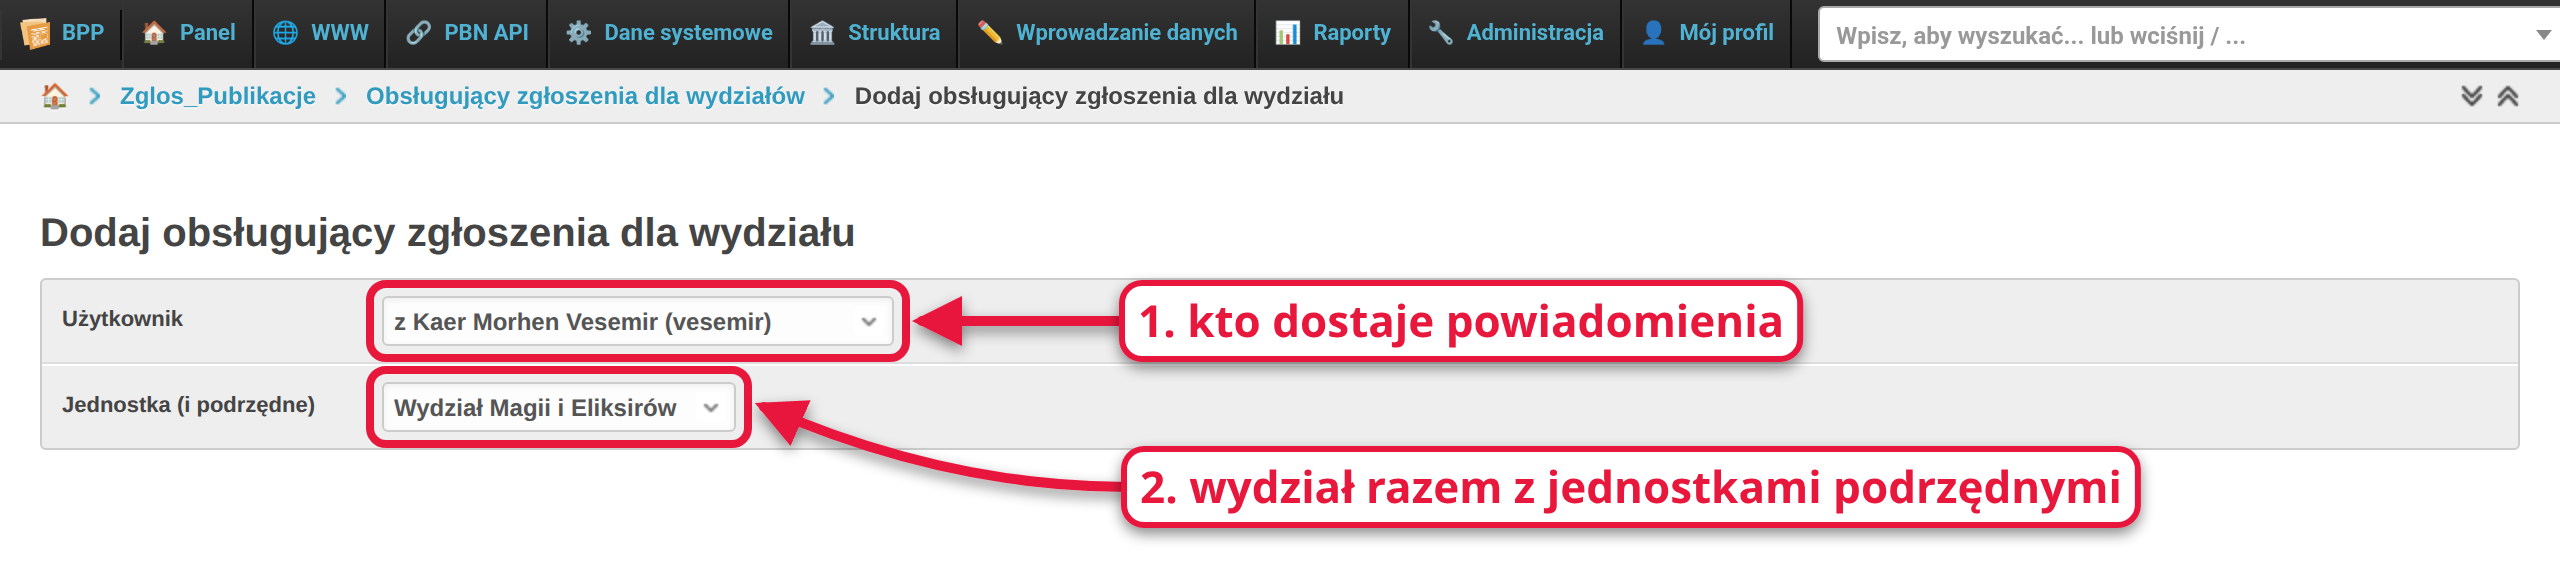 BPP Panel WWW PBN API Dane systemowe Struktura Wprowadzanie danych Raporty Administracja Mój profil Wpisz, aby wyszukać... lub wciśnij / ...
Zglos_Publikacje Obsługujący zgłoszenia dla wydziałów Dodaj obsługujący zgłoszenia dla wydziału
Dodaj obsługujący zgłoszenia dla wydziału
Użytkownik z Kaer Morhen Vesemir (vesemir) 1. kto dostaje powiadomienia
Jednostka (i podrzędne) Wydział Magii i Eliksirów
2. wydział razem z jednostkami podrzędnymi